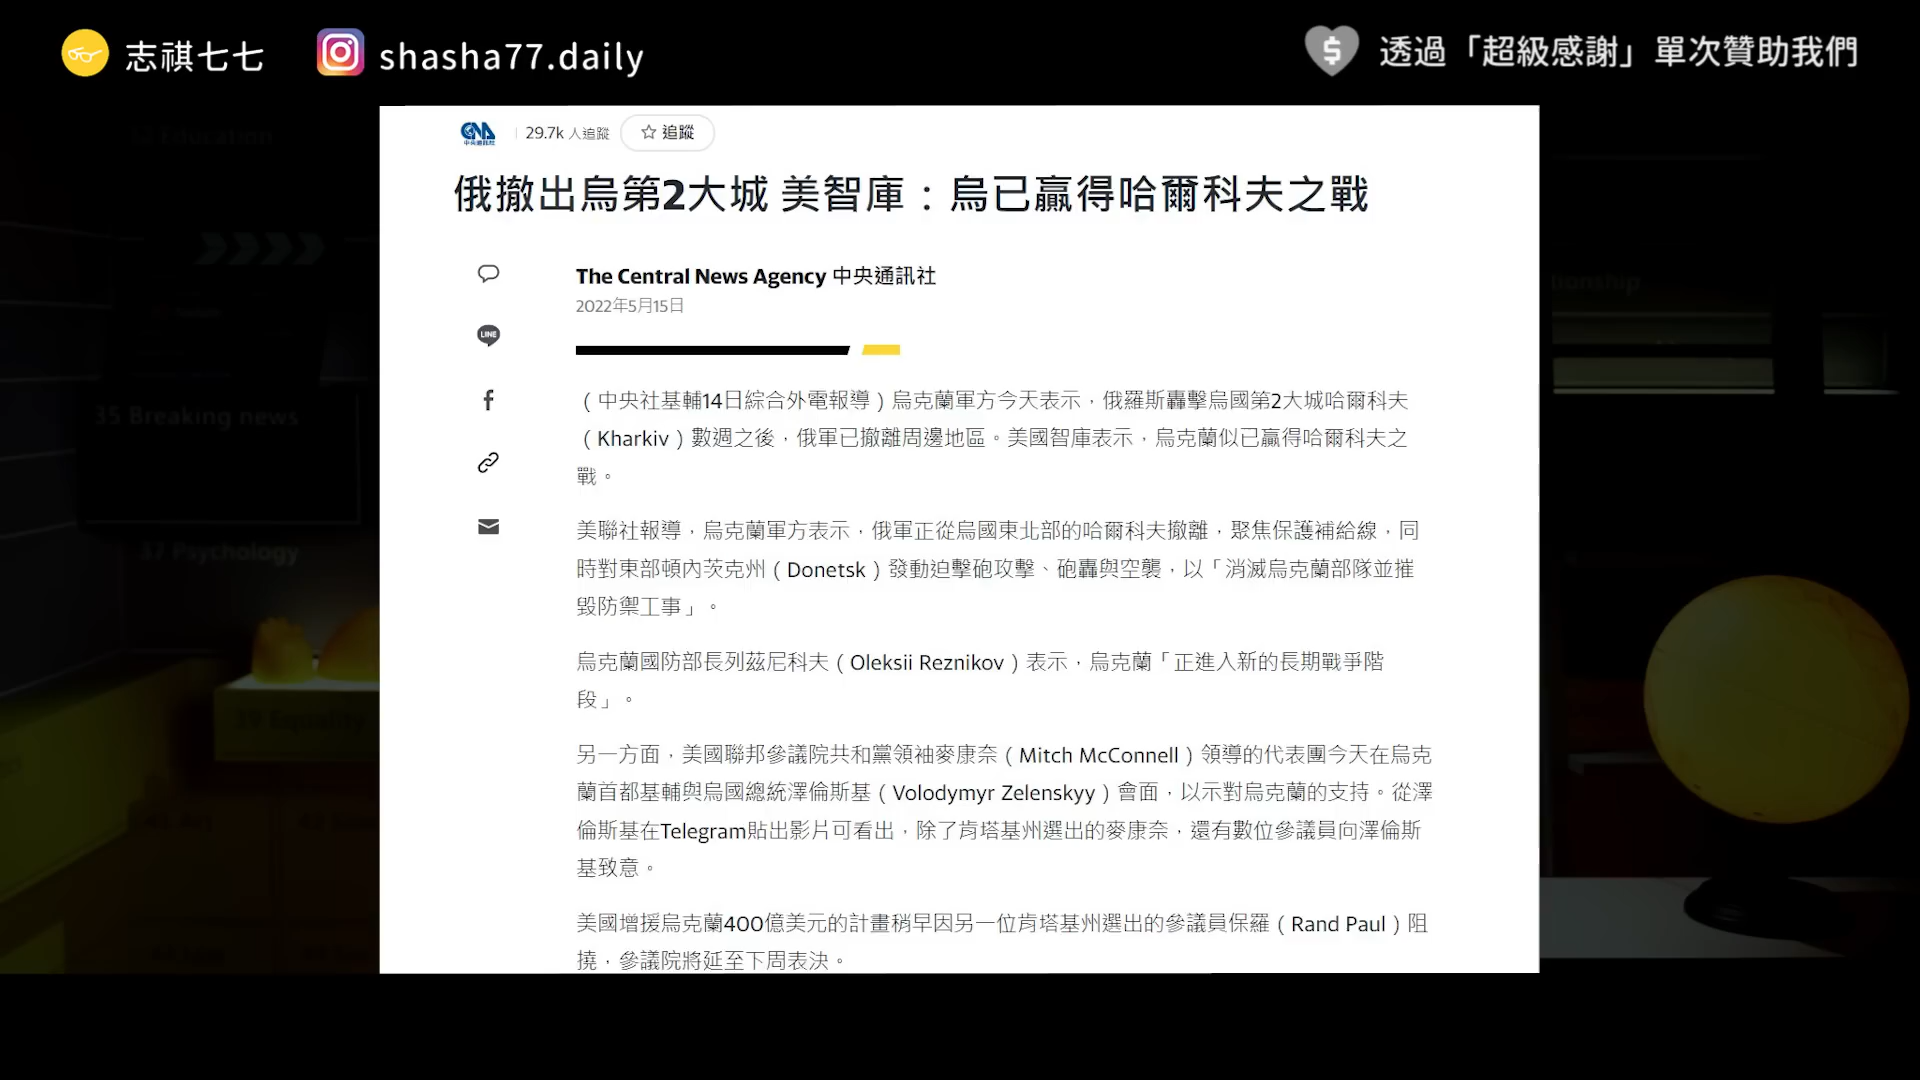 志祺七七
shasha77.daily
透過「超級感謝」單次贊助我們
CNA
中央通訊社
29.7k 人追蹤
追蹤
俄撤出烏第2大城 美智庫：烏已贏得哈爾科夫之戰
The Central News Agency 中央通訊社
2022年5月15日
LINE
（中央社基輔14日綜合外電報導）烏克蘭軍方今天表示，俄羅斯轟擊烏國第2大城哈爾科夫
（Kharkiv）數週之後，俄軍已撤離周邊地區。美國智庫表示，烏克蘭似已贏得哈爾科夫之
戰。
美聯社報導，烏克蘭軍方表示，俄軍正從烏國東北部的哈爾科夫撤離，聚焦保護補給線，同
時對東部頓內茨克州（Donetsk）發動迫擊砲攻擊、砲轟與空襲，以「消滅烏克蘭部隊並摧
毀防禦工事」。
烏克蘭國防部長列茲尼科夫（Oleksii Reznikov）表示，烏克蘭「正進入新的長期戰爭階
段」。
另一方面，美國聯邦參議院共和黨領袖麥康奈（Mitch McConnell）領導的代表團今天在烏克
蘭首都基輔與烏國總統澤倫斯基（Volodymyr Zelenskyy）會面，以示對烏克蘭的支持。從澤
倫斯基在Telegram貼出影片可看出，除了肯塔基州選出的麥康奈，還有數位參議員向澤倫斯
基致意。
美國增援烏克蘭400億美元的計畫稍早因另一位肯塔基州選出的參議員保羅（Rand Paul）阻
撓，參議院將延至下周表決。
33 Education
35 Breaking news
37 Psychology
39 Equality